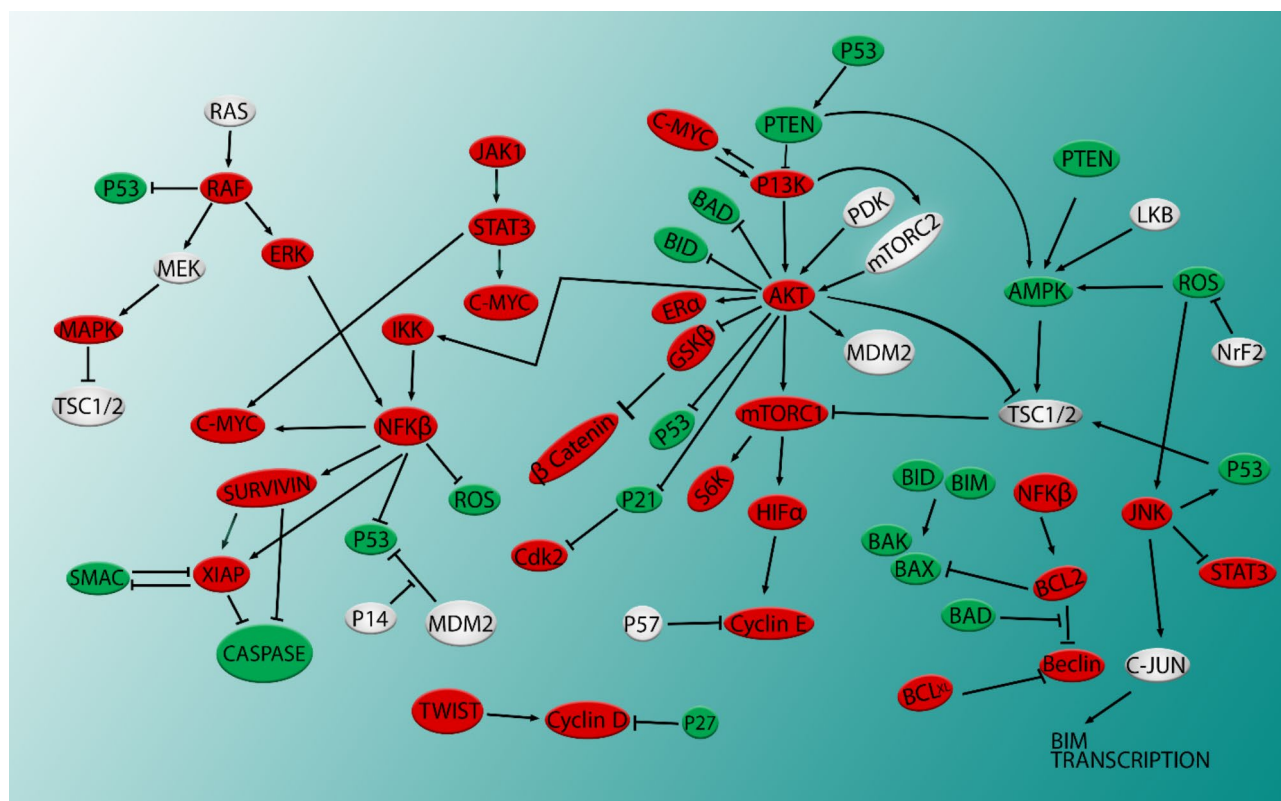 P53
RAS
C-MYC
PTEN
JAK1
PTEN
P53
RAF
P13K
BAD
PDK
LKB
STAT3
mTORC2
BID
ERK
MEK
AMPK
ROS
AKT
C-MYC
ERα
MAPK
IKK
GSKβ
MDM2
NrF2
TSC1/2
mTORC1
TSC1/2
C-MYC
NFKβ
P53
β Catenin
P53
SURVIVIN
S6K
BID
BIM
NFKβ
ROS
P21
HIFα
JNK
P53
BAK
Cdk2
BAX
SMAC
XIAP
STAT3
BCL2
P14
MDM2
P57
Cyclin E
BAD
CASPASE
Beclin
C-JUN
BCLXL
TWIST
Cyclin D
P27
BIM
TRANSCRIPTION